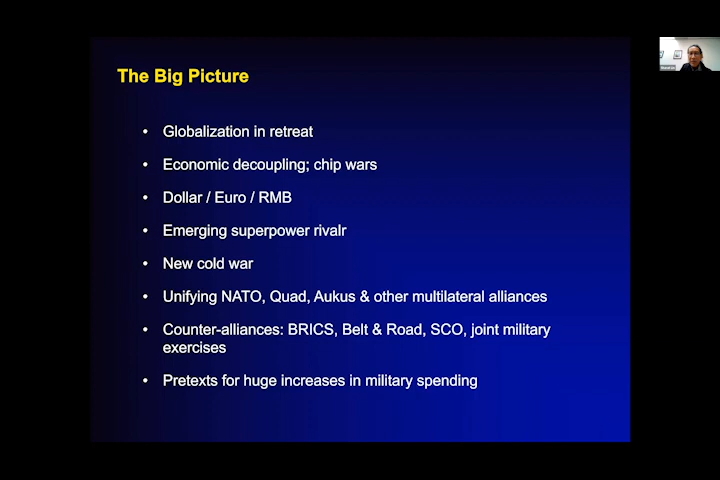 The Big Picture
• Globalization in retreat
• Economic decoupling; chip wars
• Dollar / Euro / RMB
• Emerging superpower rivalr
• New cold war
• Unifying NATO, Quad, Aukus & other multilateral alliances
• Counter-alliances: BRICS, Belt & Road, SCO, joint military
exercises
• Pretexts for huge increases in military spending